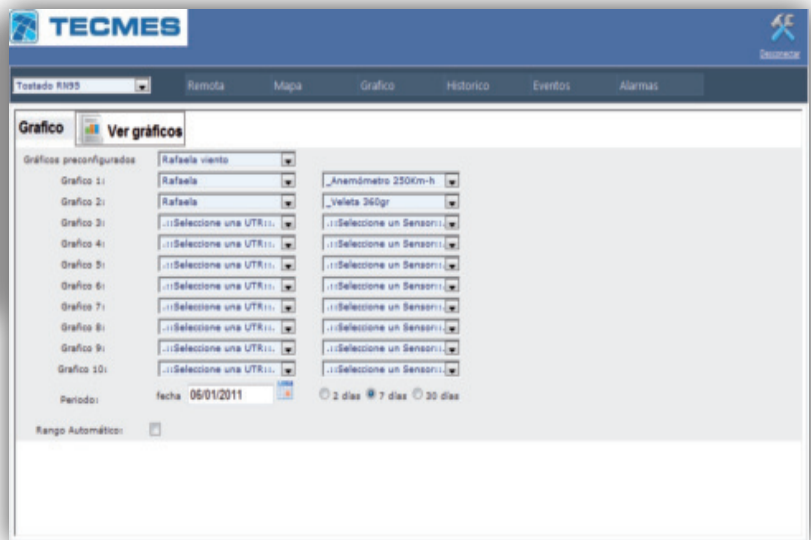 TECMES
Desconectar
Tostado RN95 Remota Mapa Grafico Historico Eventos Alarmas
Grafico Ver gráficos
Gráficos preconfigurados Rafaela viento
Grafico 1: Rafaela _Anemómetro 250Km-h
Grafico 2: Rafaela _Veleta 360gr
Grafico 3: .::Seleccione una UTR::. .::Seleccione un Sensor::.
Grafico 4: .::Seleccione una UTR::. .::Seleccione un Sensor::.
Grafico 5: .::Seleccione una UTR::. .::Seleccione un Sensor::.
Grafico 6: .::Seleccione una UTR::. .::Seleccione un Sensor::.
Grafico 7: .::Seleccione una UTR::. .::Seleccione un Sensor::.
Grafico 8: .::Seleccione una UTR::. .::Seleccione un Sensor::.
Grafico 9: .::Seleccione una UTR::. .::Seleccione un Sensor::.
Grafico 10: .::Seleccione una UTR::. .::Seleccione un Sensor::.
Periodo: fecha 06/01/2011 2 días 7 días 30 días
Rango Automático: